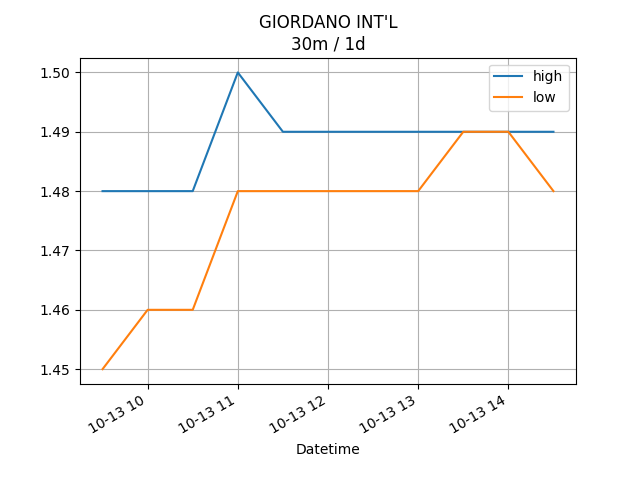 GIORDANO INT'L
30m / 1d
high
low
1.50
1.49
1.48
1.47
1.46
1.45
10-13 10
10-13 11
10-13 12
10-13 13
10-13 14
Datetime